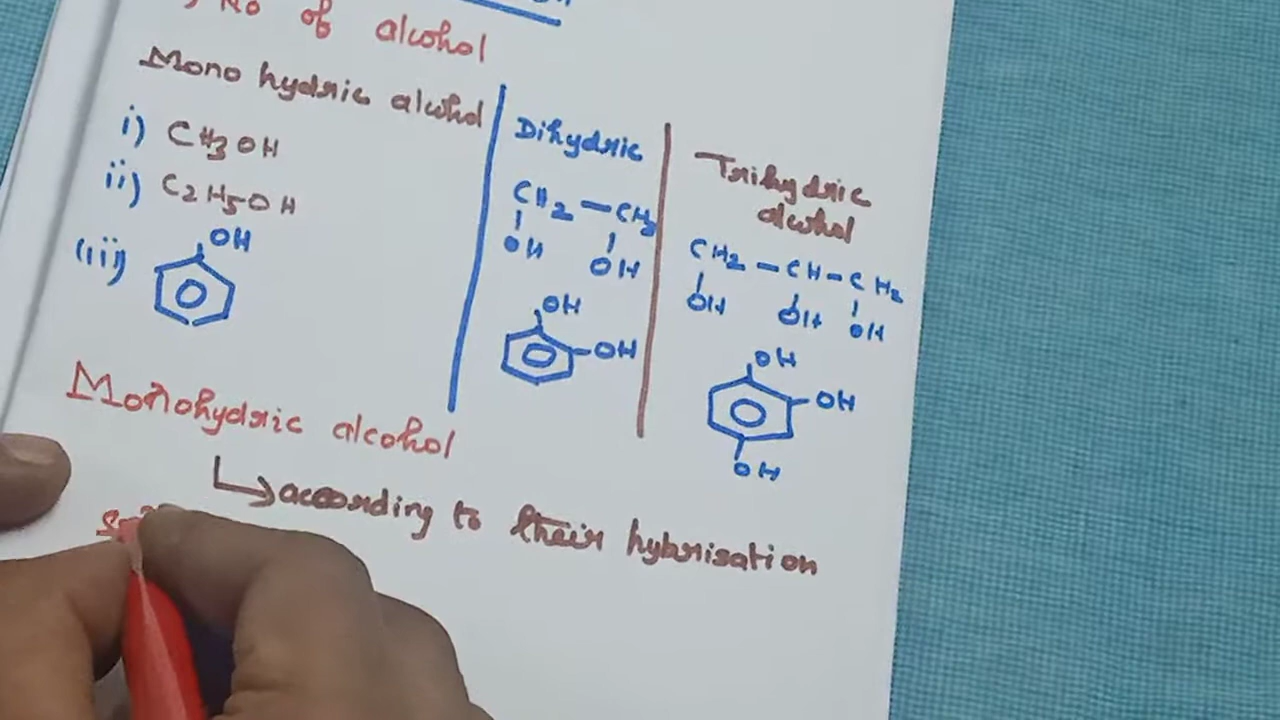 No of alcohol
Mono hydric alcohol
i) CH3OH
ii) C2H5OH
(iii)
OH
Dihydric
CH2 — CH2
OH OH
OH
OH
Trihydric
alcohol
CH2 — CH - CH2
OH OH OH
OH
OH
OH
Monohydric alcohol
according to their hybrisation